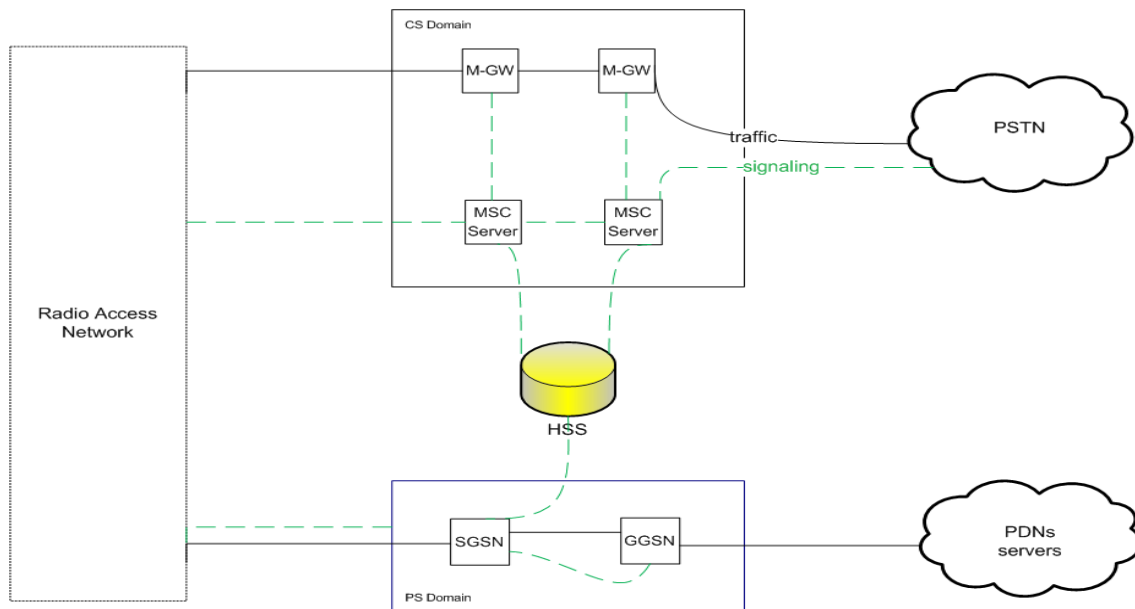 CS Domain
M-GW
M-GW
PSTN
traffic
signaling
MSC
Server
MSC
Server
Radio Access
Network
HSS
SGSN
GGSN
PDNs
servers
PS Domain